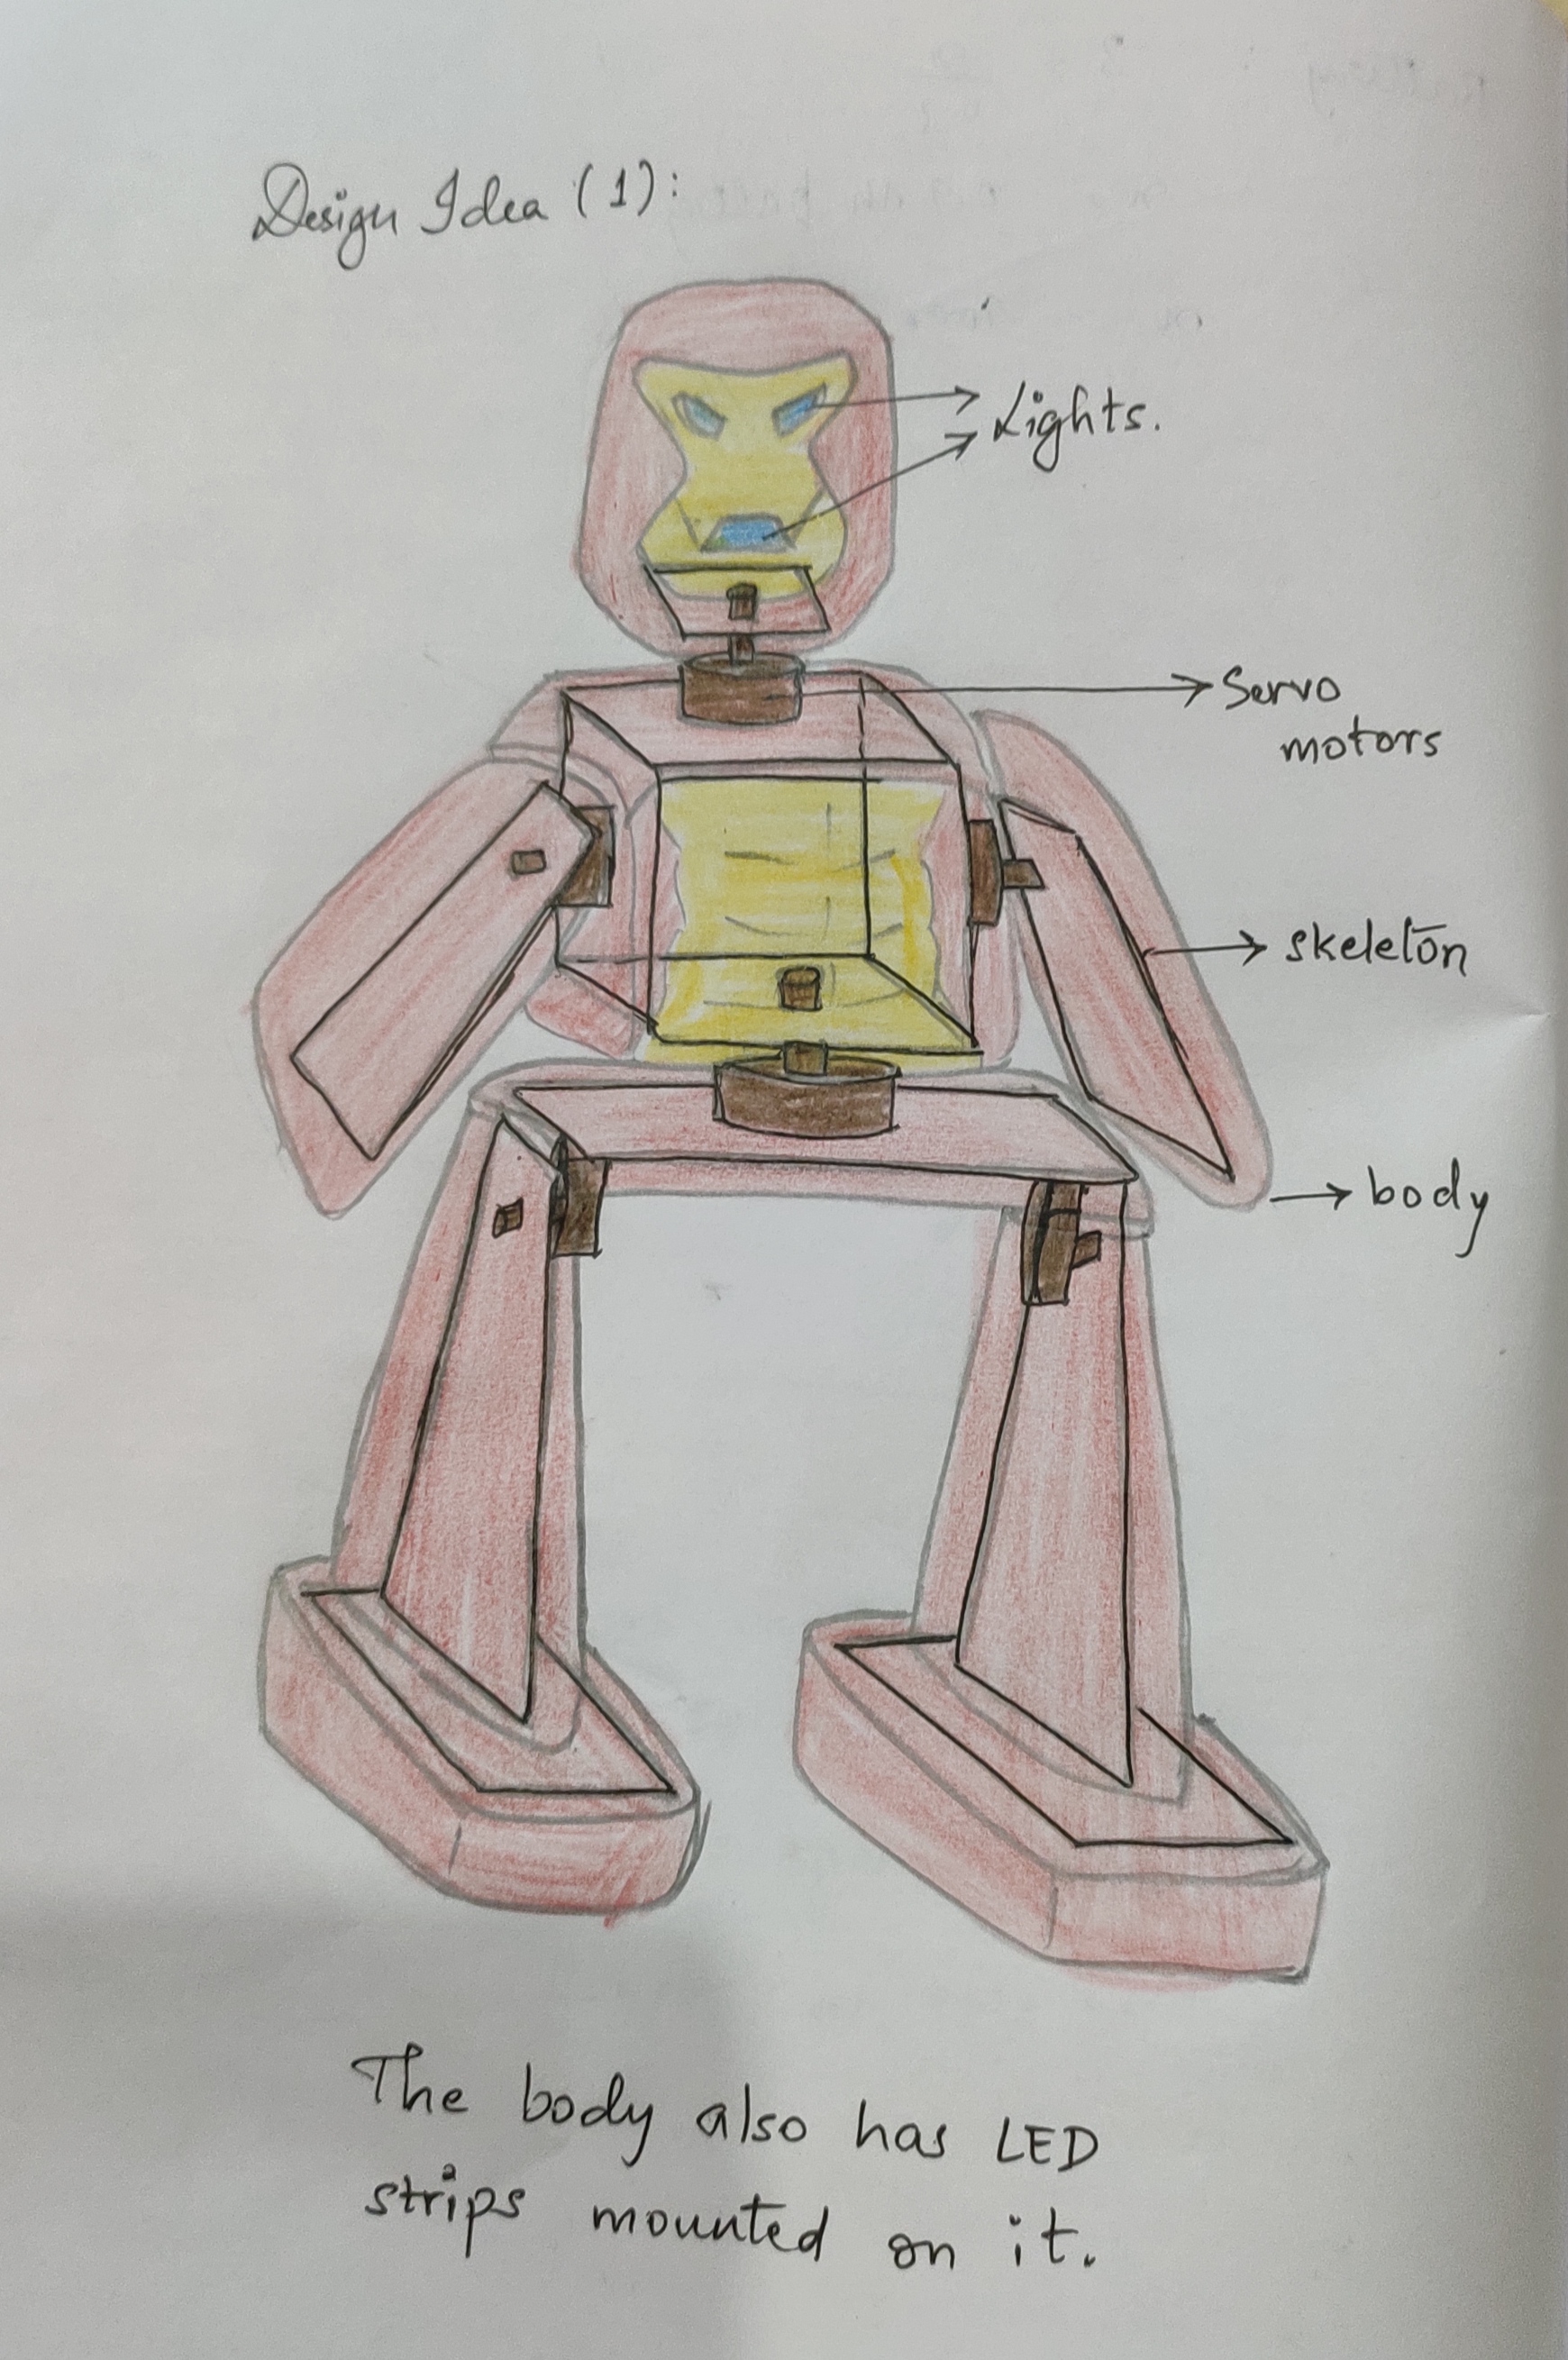 Design Idea (1):
Lights.
Servo
motors
skeleton
body
The body also has LED
strips mounted on it.